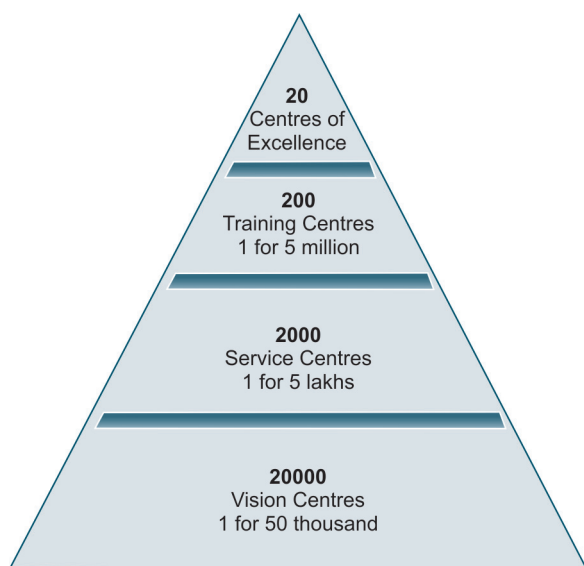 20
Centres of
Excellence
200
Training Centres
1 for 5 million
2000
Service Centres
1 for 5 lakhs
20000
Vision Centres
1 for 50 thousand